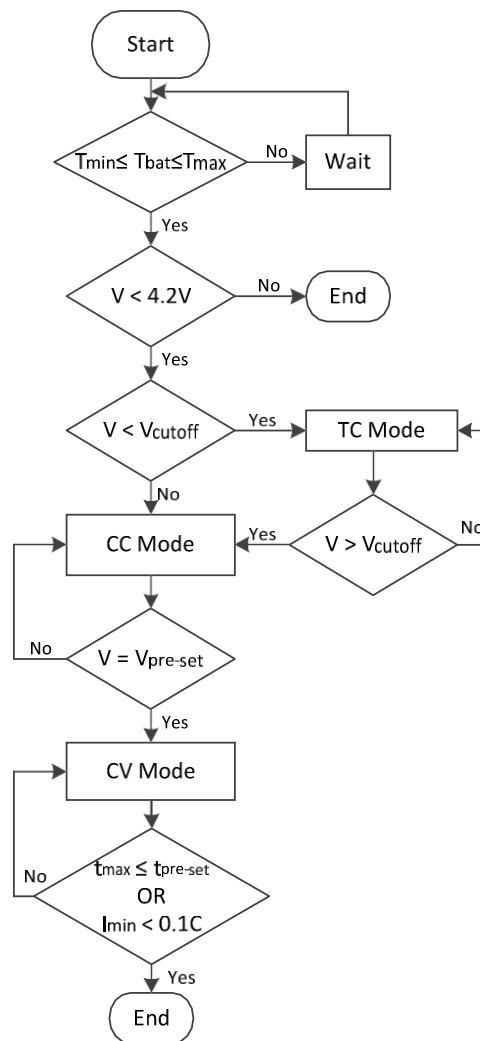 Start
Tmin≤ Tbat≤Tmax
No
Wait
Yes
V < 4.2V
No
End
Yes
V < Vcutoff
Yes
TC Mode
No
CC Mode
Yes
V > Vcutoff
No
No
V = Vpre-set
Yes
CV Mode
No
tmax ≤ tpre-set
OR
Imin < 0.1C
Yes
End